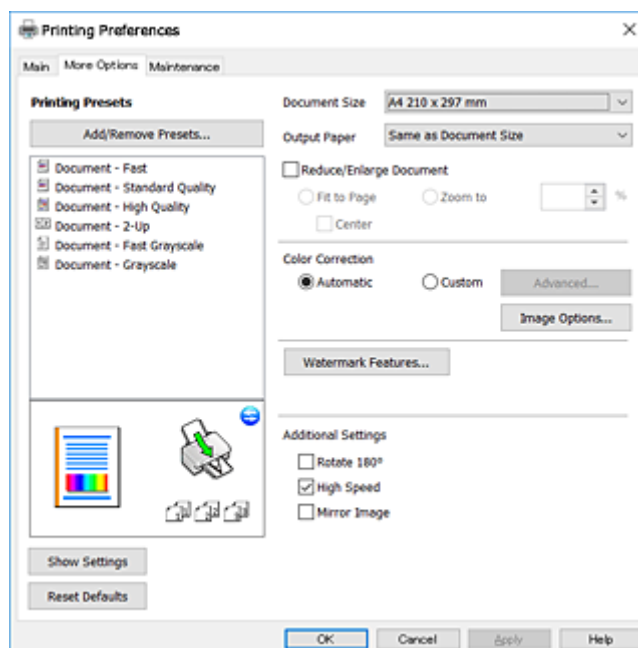 Printing Preferences
Main
More Options
Maintenance
Printing Presets
Add/Remove Presets...
Document - Fast
Document - Standard Quality
Document - High Quality
Document - 2-Up
Document - Fast Grayscale
Document - Grayscale
Show Settings
Reset Defaults
Document Size
A4 210 x 297 mm
Output Paper
Same as Document Size
Reduce/Enlarge Document
Fit to Page
Zoom to
%
Center
Color Correction
Automatic
Custom
Advanced...
Image Options...
Watermark Features...
Additional Settings
Rotate 180º
High Speed
Mirror Image
OK
Cancel
Apply
Help